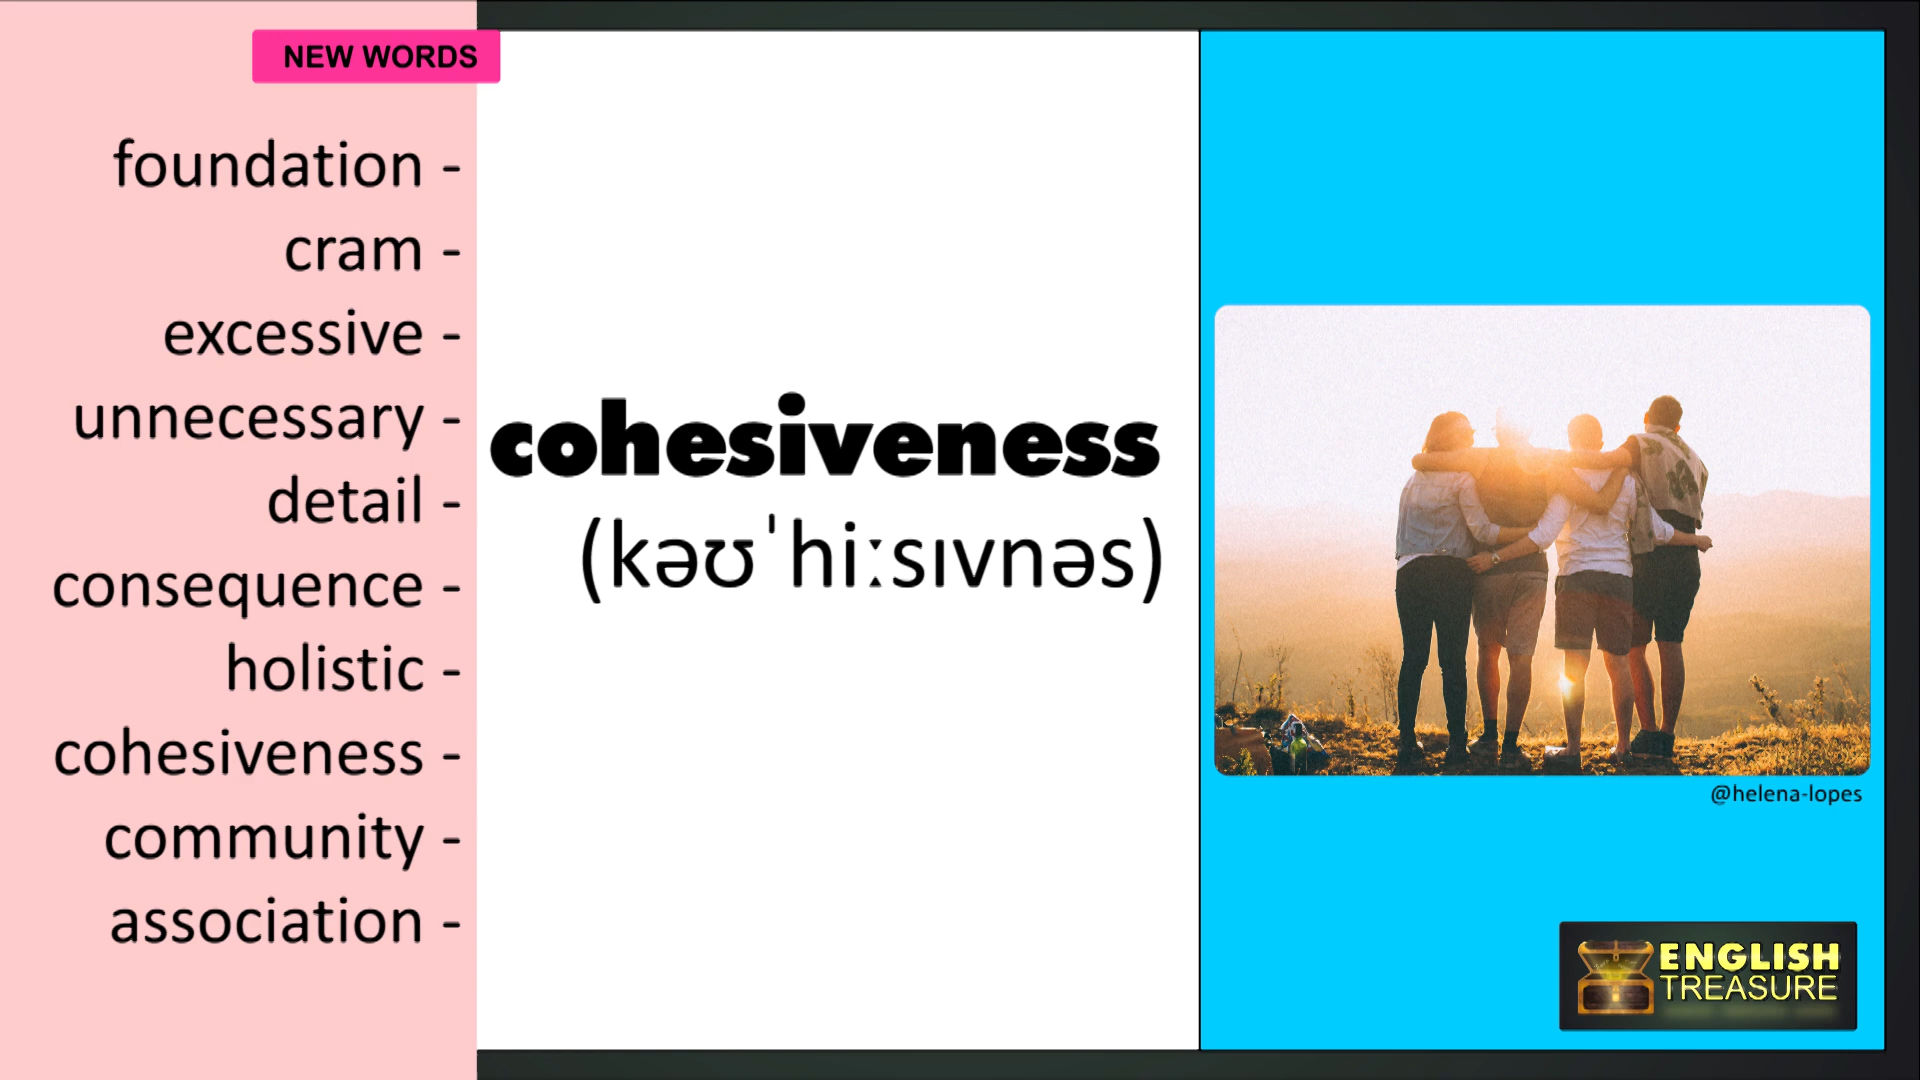 NEW WORDS
foundation -
cram -
excessive -
unnecessary -
detail -
consequence -
holistic -
cohesiveness -
community -
association -
cohesiveness
(kəʊˈhiːsɪvnəs)
@helena-lopes
ENGLISH
TREASURE